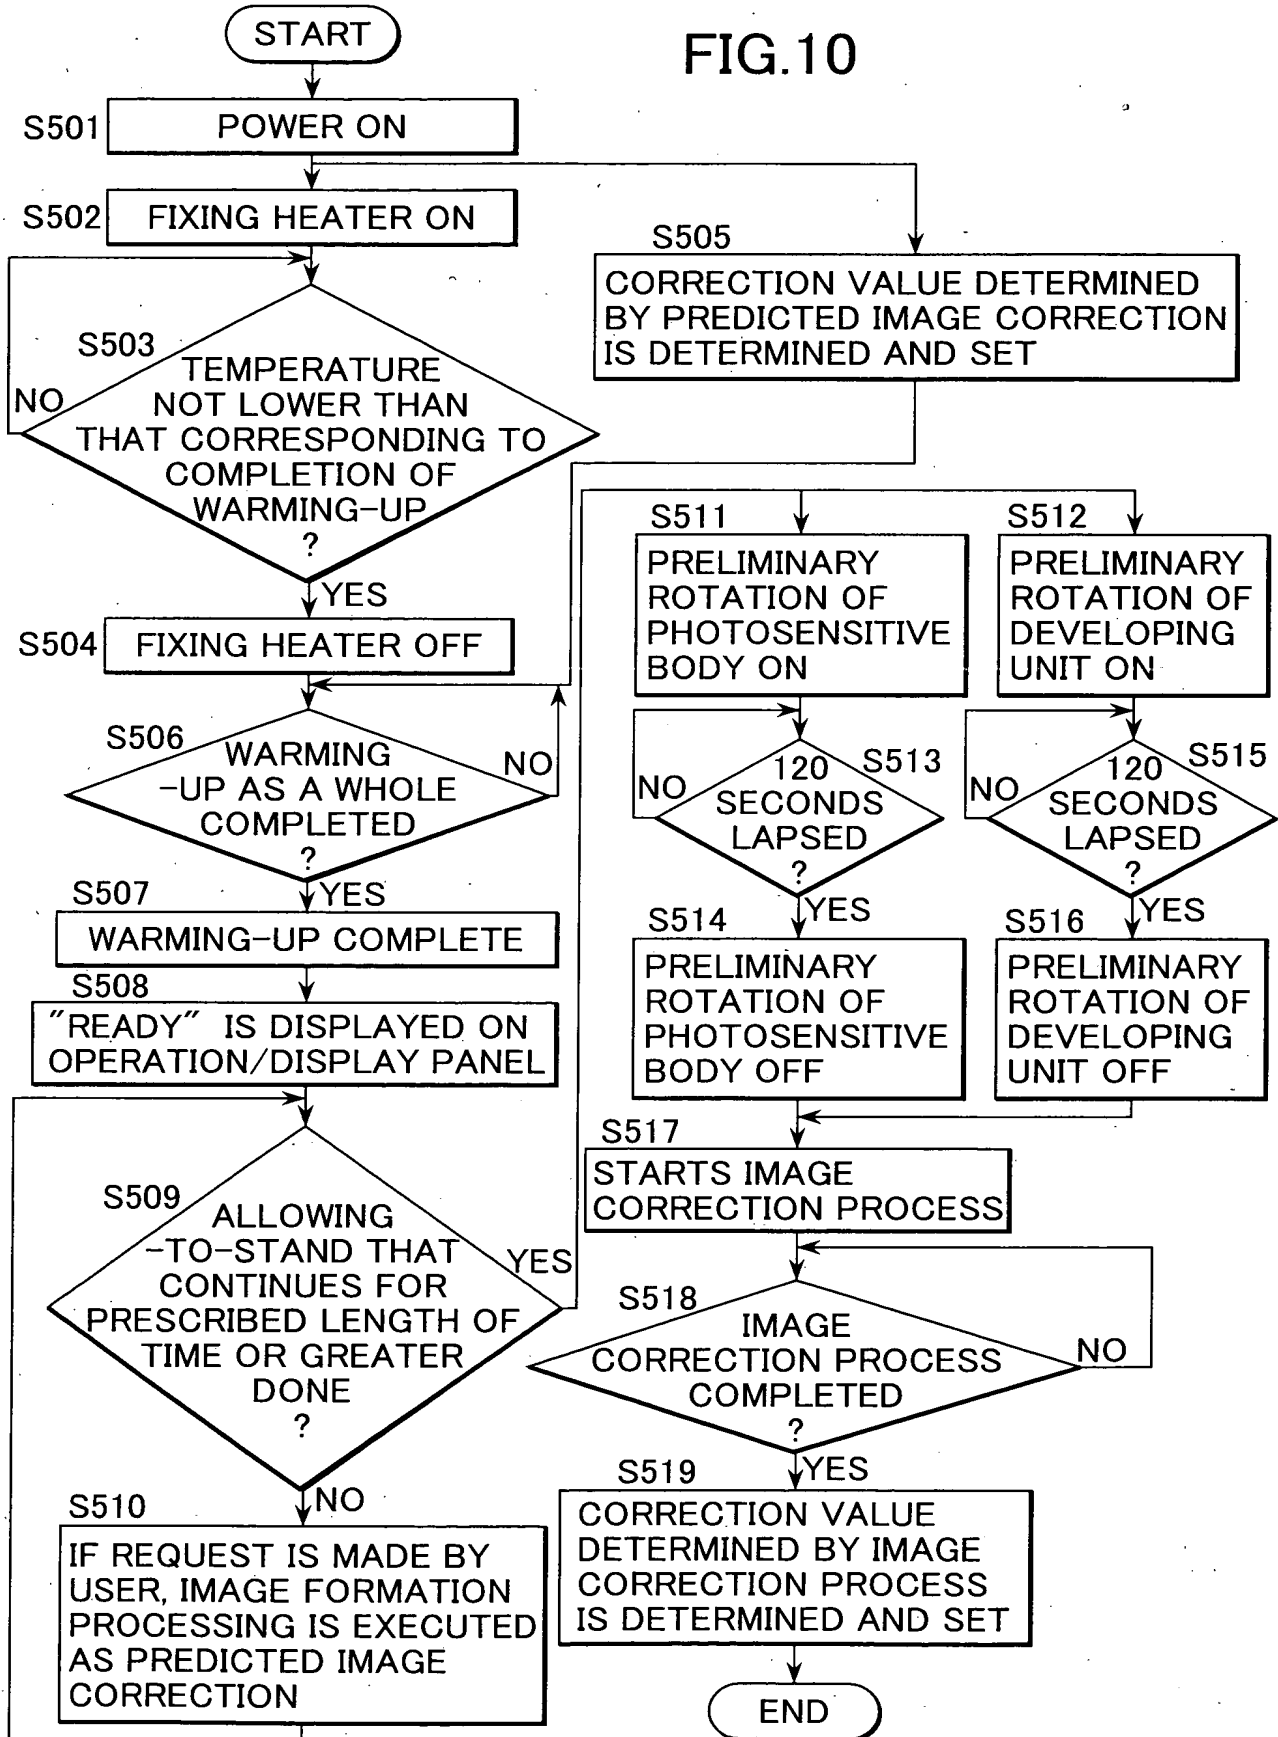 FIG.10
START
S501
POWER ON
S502
FIXING HEATER ON
S503
TEMPERATURE
NOT LOWER THAN
THAT CORRESPONDING TO
COMPLETION OF
WARMING-UP
?
NO
YES
S504
FIXING HEATER OFF
S505
CORRECTION VALUE DETERMINED
BY PREDICTED IMAGE CORRECTION
IS DETERMINED AND SET
S506
WARMING
-UP AS A WHOLE
COMPLETED
?
NO
YES
S507
WARMING-UP COMPLETE
S508
"READY" IS DISPLAYED ON
OPERATION/DISPLAY PANEL
S509
ALLOWING
-TO-STAND THAT
CONTINUES FOR
PRESCRIBED LENGTH OF
TIME OR GREATER
DONE
?
YES
NO
S510
IF REQUEST IS MADE BY
USER, IMAGE FORMATION
PROCESSING IS EXECUTED
AS PREDICTED IMAGE
CORRECTION
S511
PRELIMINARY
ROTATION OF
PHOTOSENSITIVE
BODY ON
S512
PRELIMINARY
ROTATION OF
DEVELOPING
UNIT ON
S513
120
SECONDS
LAPSED
?
NO
YES
S515
120
SECONDS
LAPSED
?
NO
YES
S514
PRELIMINARY
ROTATION OF
PHOTOSENSITIVE
BODY OFF
S516
PRELIMINARY
ROTATION OF
DEVELOPING
UNIT OFF
S517
STARTS IMAGE
CORRECTION PROCESS
S518
IMAGE
CORRECTION PROCESS
COMPLETED
?
NO
YES
S519
CORRECTION VALUE
DETERMINED BY IMAGE
CORRECTION PROCESS
IS DETERMINED AND SET
END